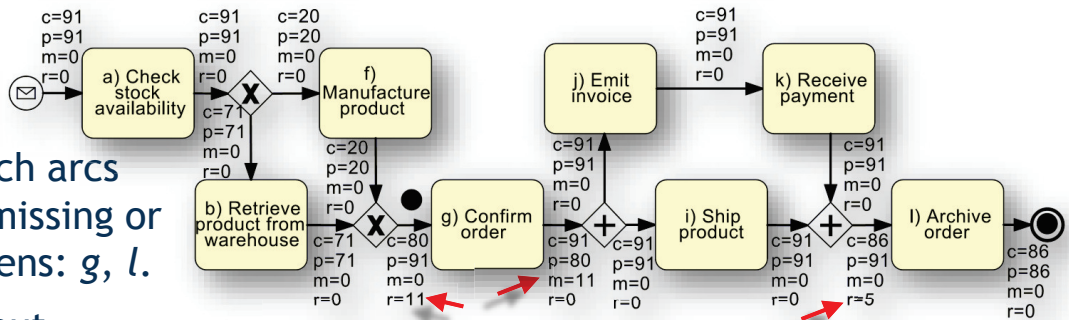 c=91
p=91
m=0
r=0
a) Check
stock
availability
c=91
p=91
m=0
r=0
X
c=20
p=20
m=0
r=0
f)
Manufacture
product
c=71
p=71
m=0
r=0
c=20
p=20
m=0
r=0
b) Retrieve
product from
warehouse
c=71
p=71
m=0
r=0
X
c=80
p=91
m=0
r=11
g) Confirm
order
c=91
p=80
m=11
r=0
c=91
p=91
m=0
r=0
j) Emit
invoice
c=91
p=91
m=0
r=0
k) Receive
payment
c=91
p=91
m=0
r=0
c=91
p=91
m=0
r=0
i) Ship
product
c=91
p=91
m=0
r=0
c=86
p=91
m=0
r=5
l) Archive
order
c=86
p=86
m=0
r=0
ch arcs
missing or
ens: g, l.